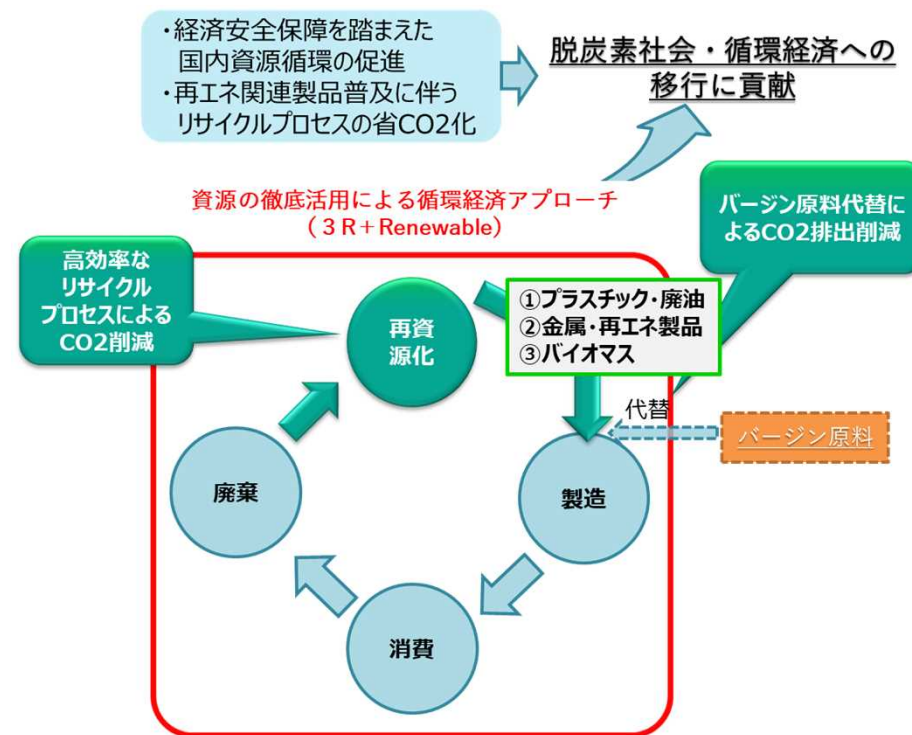 ・経済安全保障を踏まえた
国内資源循環の促進
・再エネ関連製品普及に伴う
リサイクルプロセスの省CO2化
脱炭素社会・循環経済への
移行に貢献
資源の徹底活用による循環経済アプローチ
(3R+Renewable)
バージン原料代替に
よるCO2排出削減
高効率な
リサイクル
プロセスによる
CO2削減
再資
源化
①プラスチック・廃油
②金属・再エネ製品
③バイオマス
代替
バージン原料
廃棄
製造
消費